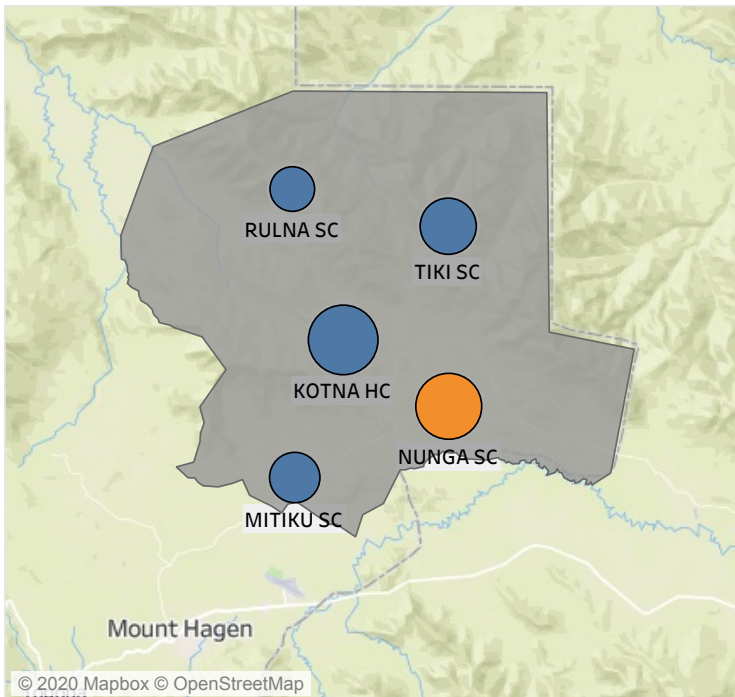 RULNA SC
TIKI SC
KOTNA HC
NUNGA SC
MITIKU SC
Mount Hagen
© 2020 Mapbox © OpenStreetMap